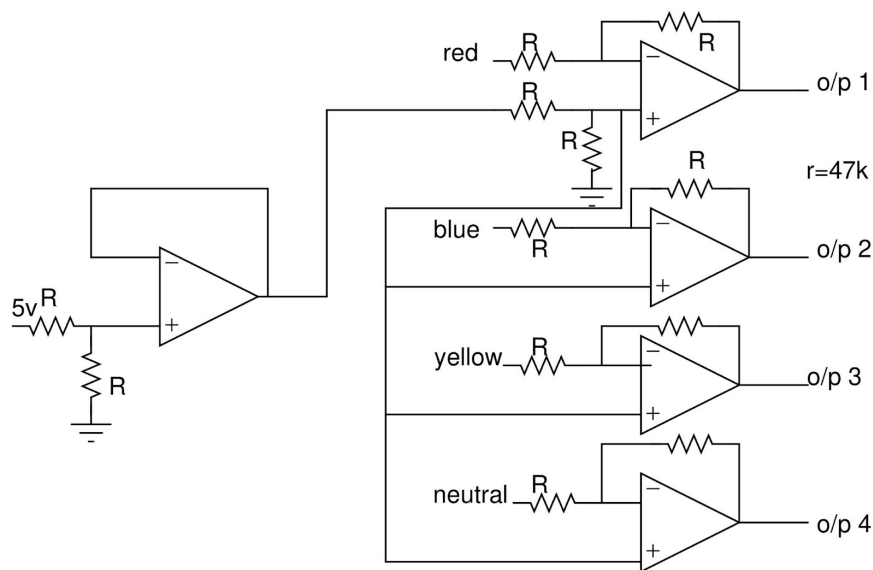 red
R
R
o/p 1
R
R
r=47k
R
blue
R
o/p 2
5v
R
R
yellow
R
o/p 3
neutral
R
o/p 4